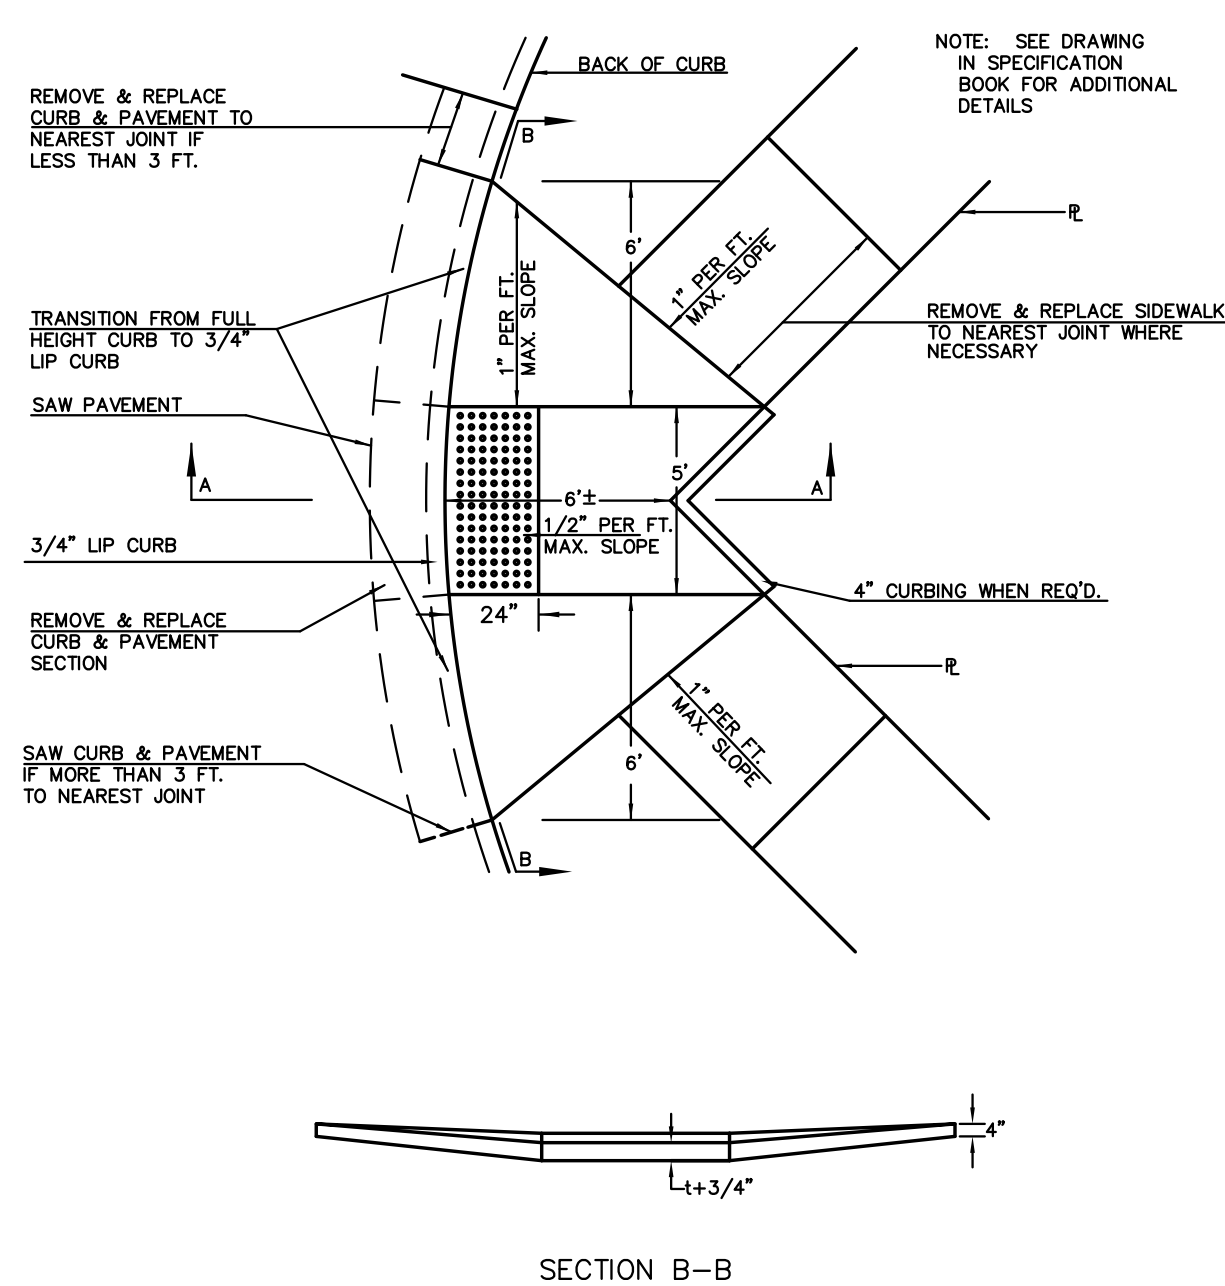 NOTE: SEE DRAWING
IN SPECIFICATION
BOOK FOR ADDITIONAL
DETAILS
BACK OF CURB
REMOVE & REPLACE
CURB & PAVEMENT TO
NEAREST JOINT IF
LESS THAN 3 FT.
B
℄
6'
1" PER FT.
MAX. SLOPE
1" PER FT.
MAX. SLOPE
TRANSITION FROM FULL
HEIGHT CURB TO 3/4"
LIP CURB
REMOVE & REPLACE SIDEWALK
TO NEAREST JOINT WHERE
NECESSARY
SAW PAVEMENT
A
5'
A
6'±
1/2" PER FT.
MAX. SLOPE
3/4" LIP CURB
4" CURBING WHEN REQ'D.
24"
REMOVE & REPLACE
CURB & PAVEMENT
SECTION
℄
1" PER FT.
MAX. SLOPE
SAW CURB & PAVEMENT
IF MORE THAN 3 FT.
TO NEAREST JOINT
6'
B
4"
t+3/4"
SECTION B-B